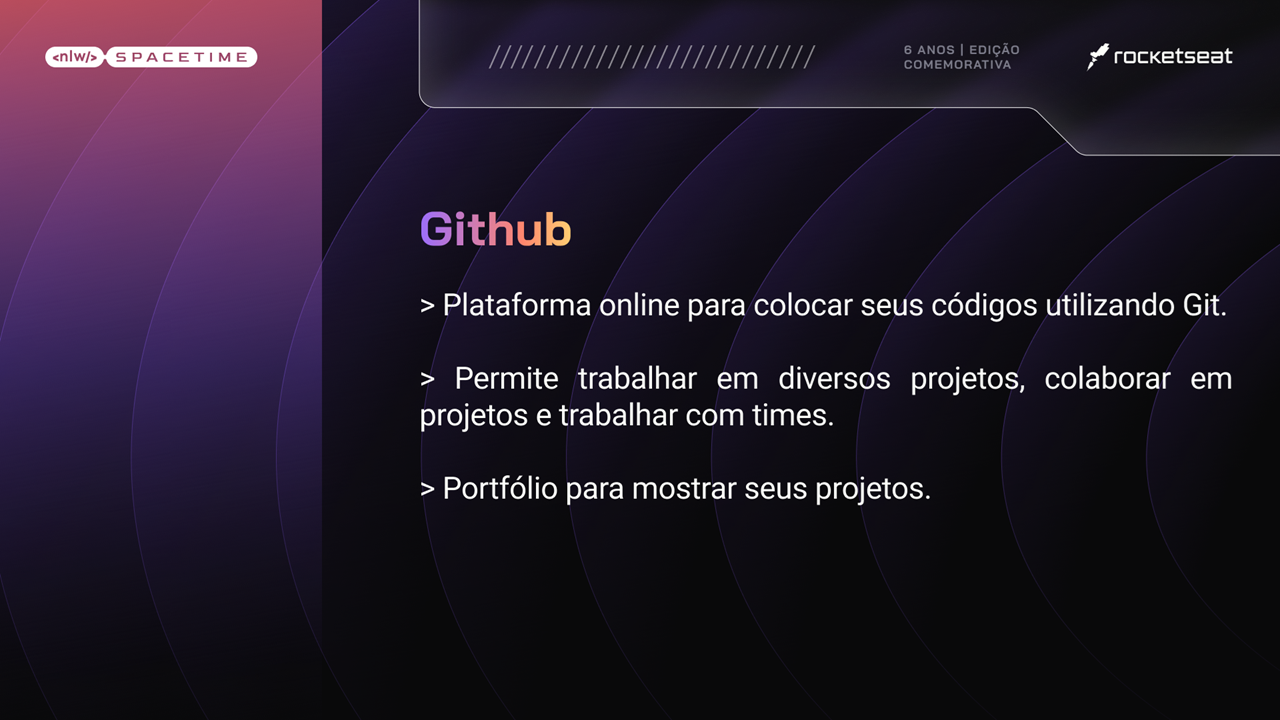 <nlw/> SPACETIME
6 ANOS | EDIÇÃO
COMEMORATIVA
rocketseat
Github
> Plataforma online para colocar seus códigos utilizando Git.
> Permite trabalhar em diversos projetos, colaborar em
projetos e trabalhar com times.
> Portfólio para mostrar seus projetos.